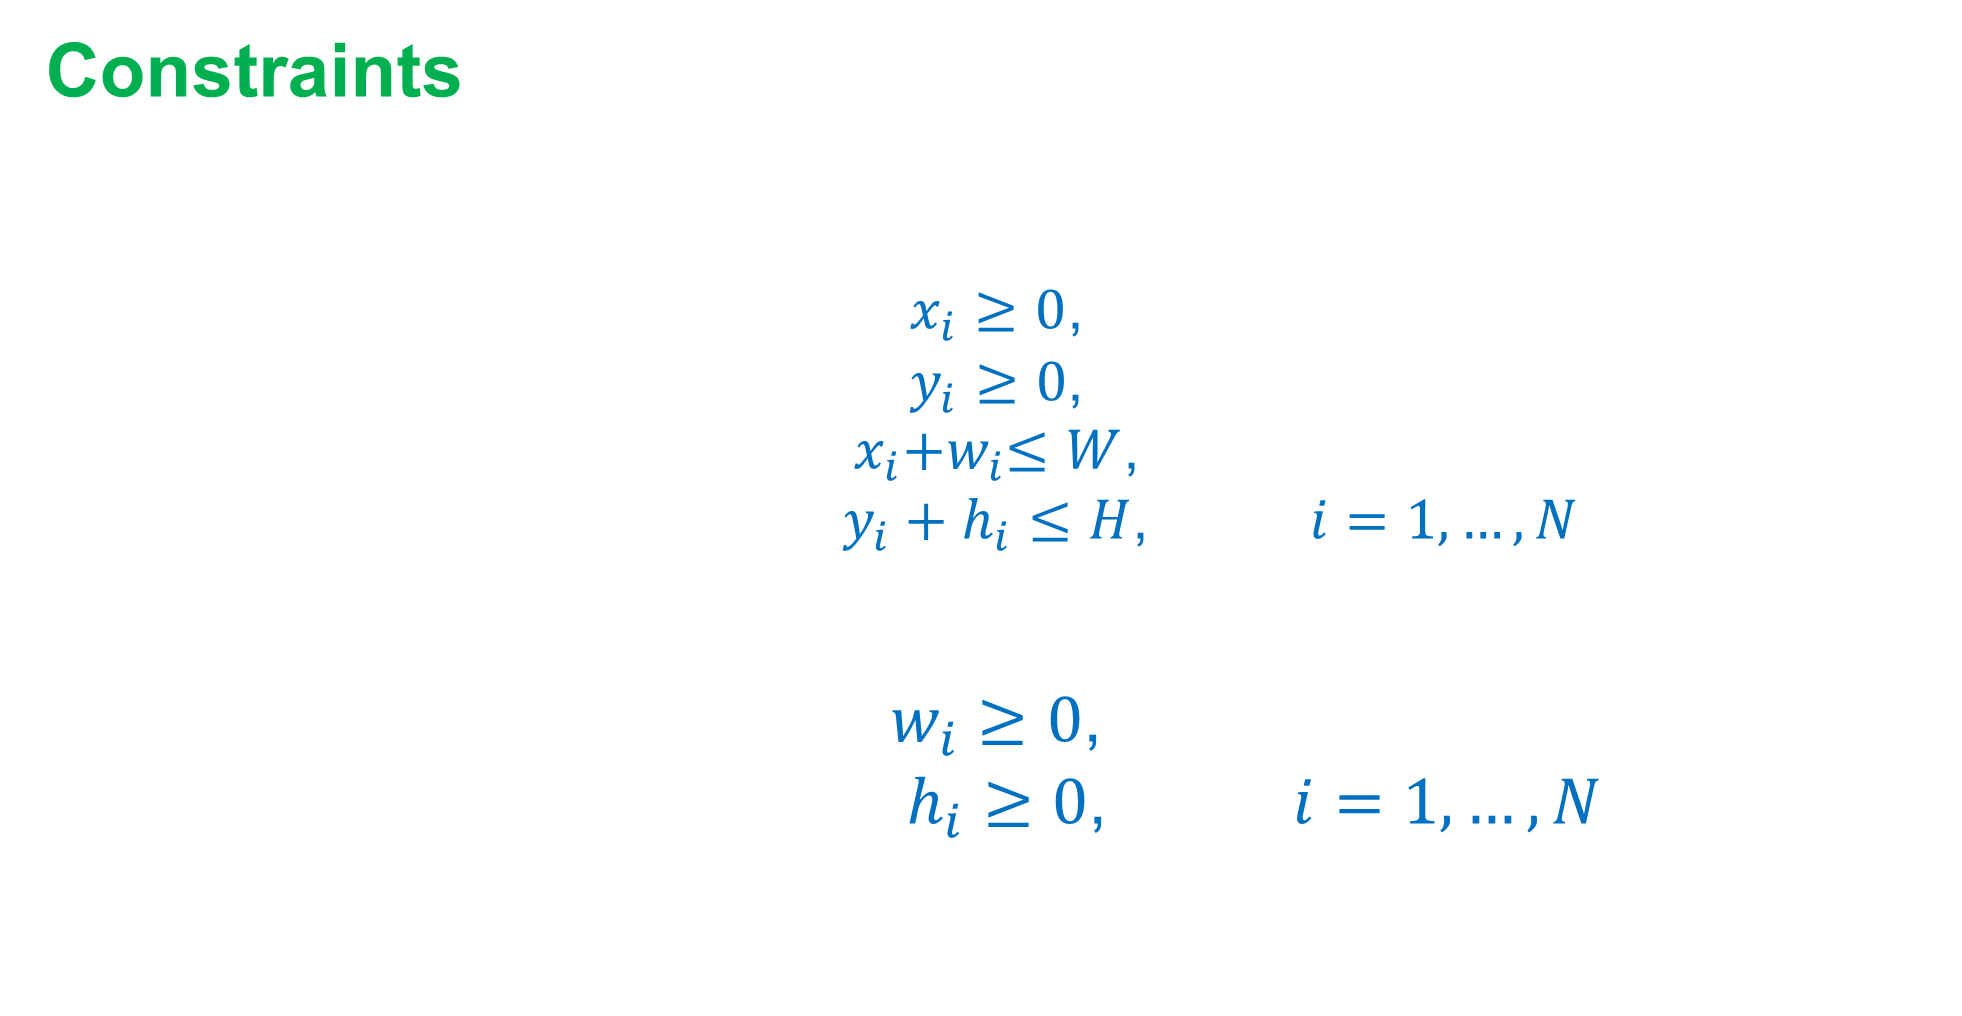 Constraints
xᵢ ≥ 0,
yᵢ ≥ 0,
xᵢ+wᵢ≤ W,
yᵢ + hᵢ ≤ H, i = 1, … , N
wᵢ ≥ 0,
hᵢ ≥ 0, i = 1, … , N